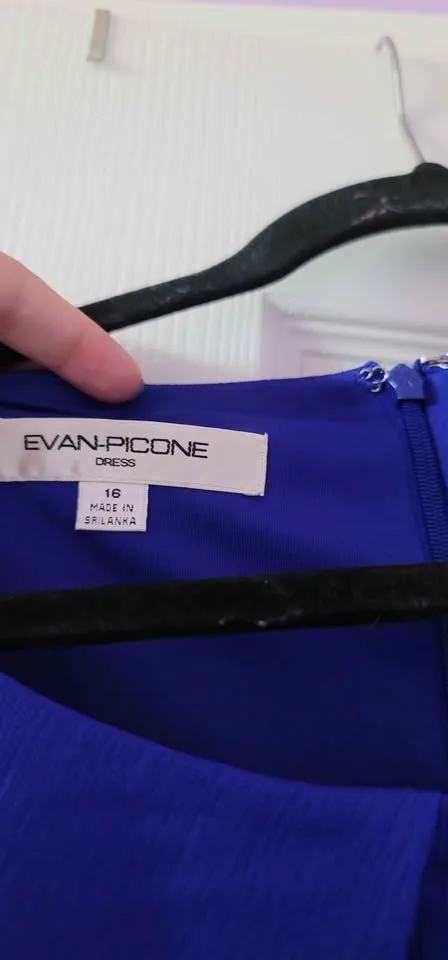 EVAN-PICONE
DRESS
16
MADE IN
SRILANKA